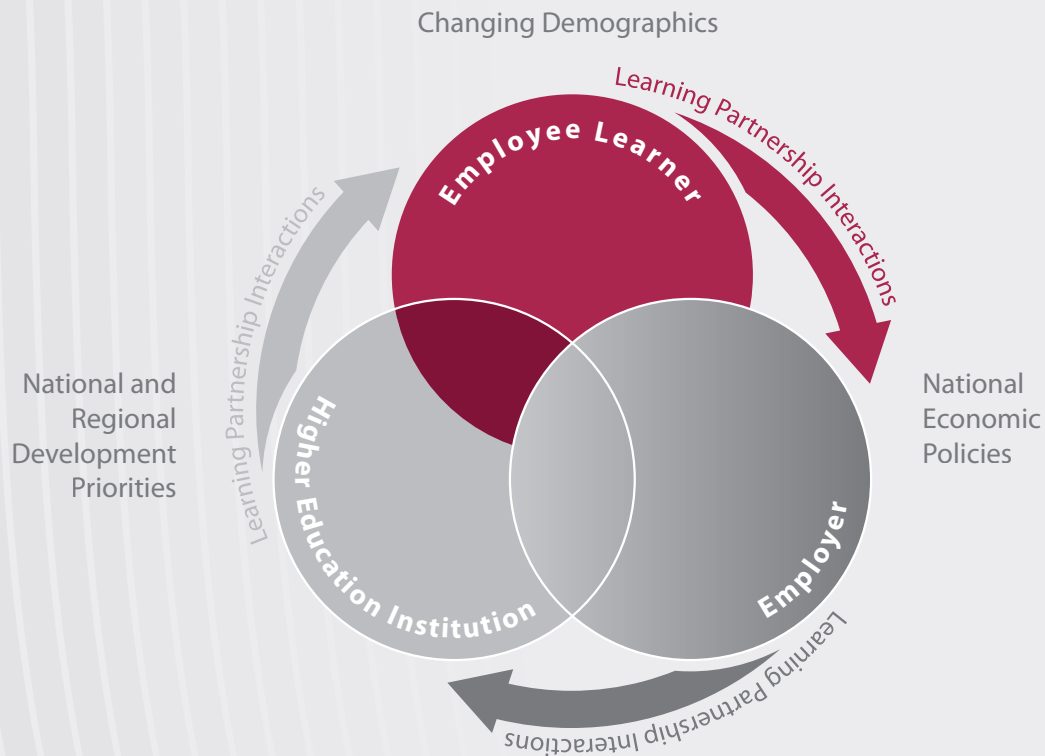 Changing Demographics
Learning Partnership Interactions
Employee Learner
Learning Partnership Interactions
National and
Regional
Development
Priorities
National
Economic
Policies
Higher Education Institution
Employer
Learning Partnership Interactions